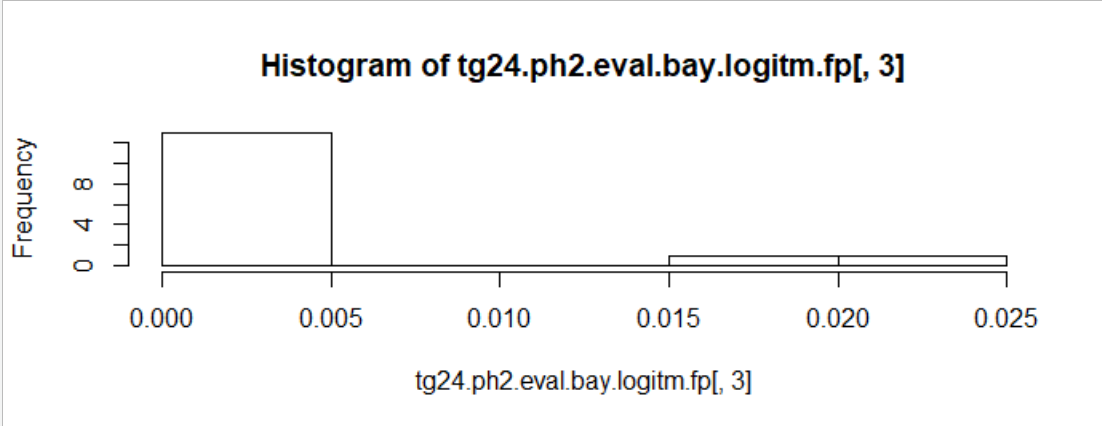 Histogram of tg24.ph2.eval.bay.logitm.fp[, 3]
Frequency
8
4
0
0.000 0.005 0.010 0.015 0.020 0.025
tg24.ph2.eval.bay.logitm.fp[, 3]